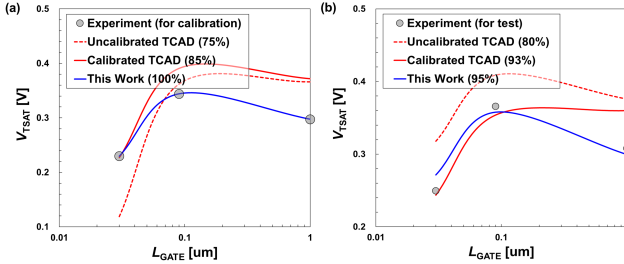 (a)
Experiment (for calibration)
Uncalibrated TCAD (75%)
Calibrated TCAD (85%)
This Work (100%)
0.5
0.4
0.3
0.2
0.1
VTSAT [V]
0.01
0.1
1
LGATE [um]
(b)
Experiment (for test)
Uncalibrated TCAD (80%)
Calibrated TCAD (93%)
This Work (95%)
0.5
0.4
0.3
0.2
VTSAT [V]
0.01
0.1
LGATE [um]